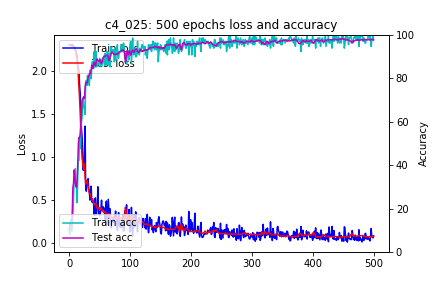 c4_025: 500 epochs loss and accuracy
Train loss
Test loss
Train acc
Test acc
Loss
Accuracy
2.0
1.5
1.0
0.5
0.0
100
80
60
40
20
0
0 100 200 300 400 500